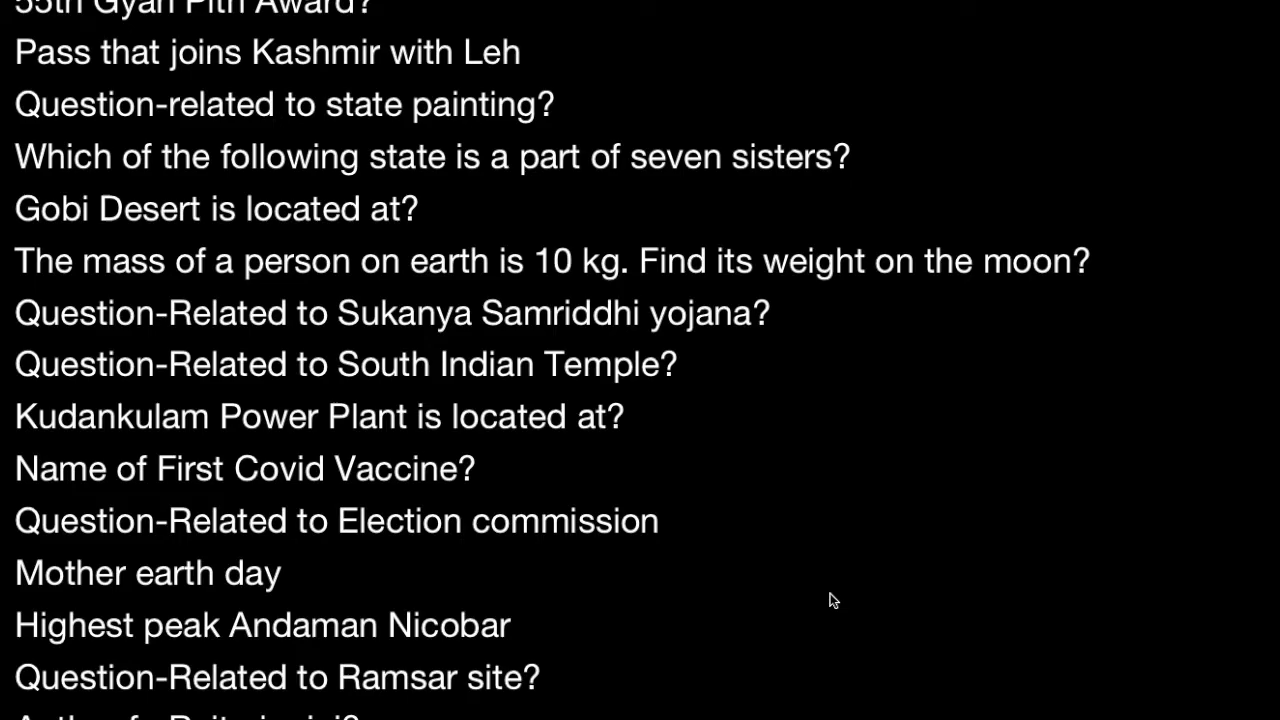 55th Gyan Pith Award?
Pass that joins Kashmir with Leh
Question-related to state painting?
Which of the following state is a part of seven sisters?
Gobi Desert is located at?
The mass of a person on earth is 10 kg. Find its weight on the moon?
Question-Related to Sukanya Samriddhi yojana?
Question-Related to South Indian Temple?
Kudankulam Power Plant is located at?
Name of First Covid Vaccine?
Question-Related to Election commission
Mother earth day
Highest peak Andaman Nicobar
Question-Related to Ramsar site?